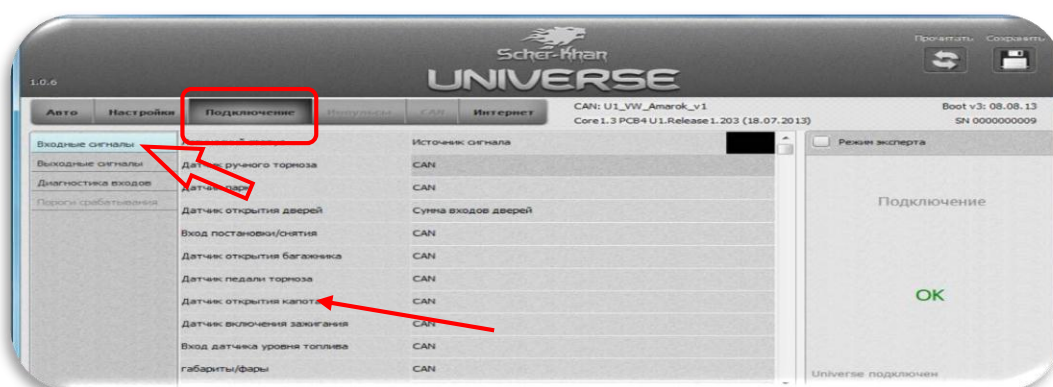 Прочитать Сохранить
Scher-Khan
UNIVERSE
1.0.6
Авто Настройки Подключение Импульсы CAN Интернет
CAN: U1_VW_Amarok_v1
Core1.3 PCB4 U1.Release1.203 (18.07.2013)
Boot v3: 08.08.13
SN 0000000009
Входные сигналы
Выходные сигналы
Диагностика входов
Пороги срабатывания
Источник сигнала
Датчик ручного тормоза CAN
Датчик CAN
Датчик открытия дверей Сумма входов дверей
Вход постановки/снятия CAN
Датчик открытия багажника CAN
Датчик педали тормоза CAN
Датчик открытия капота CAN
Датчик включения зажигания CAN
Вход датчика уровня топлива CAN
габариты/фары CAN
Режим эксперта
Подключение
OK
Universe подключен